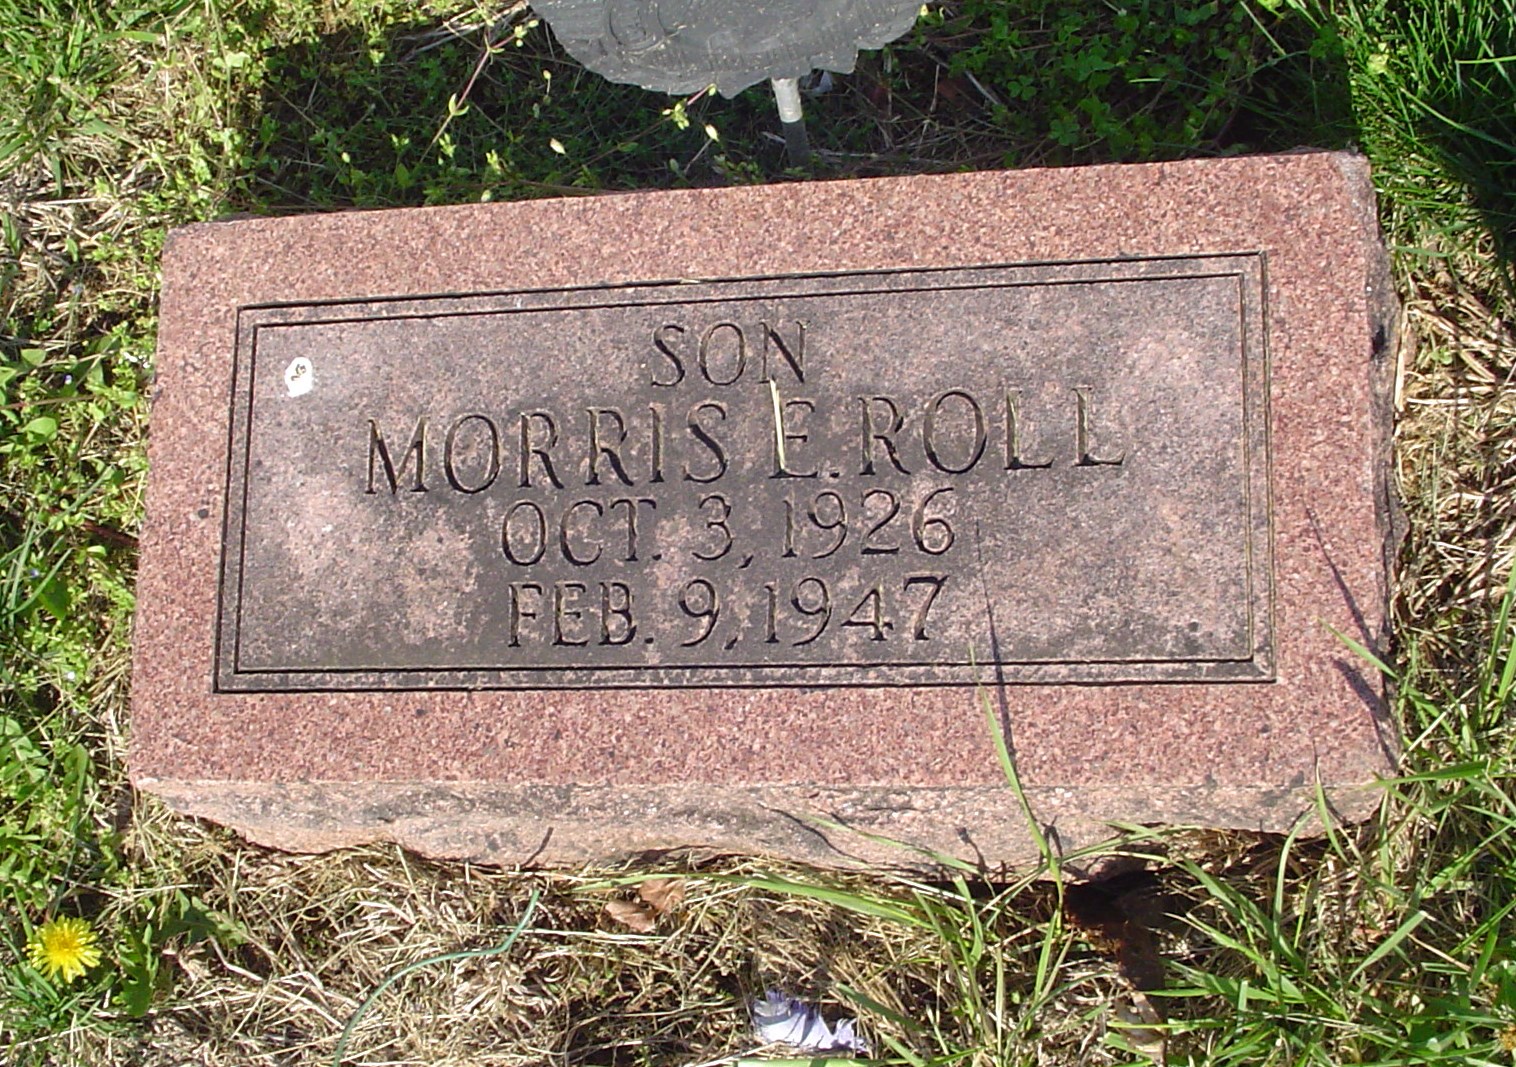 SON
MORRIS E. ROLL
OCT. 3, 1926
FEB. 9, 1947